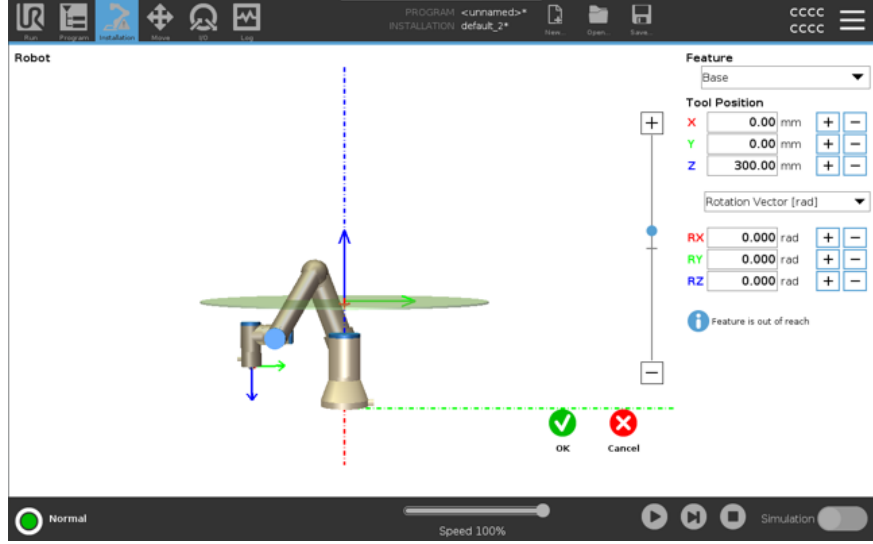 UR
PROGRAM <unnamed>*
INSTALLATION default_2*
Run Program Installation Move I/O Log New... Open... Save...
CCCC
CCCC
Robot
Feature
Base
Tool Position
X 0.00 mm + −
Y 0.00 mm + −
Z 300.00 mm + −
Rotation Vector [rad]
RX 0.000 rad + −
RY 0.000 rad + −
RZ 0.000 rad + −
Feature is out of reach
OK Cancel
Normal
Speed 100%
Simulation